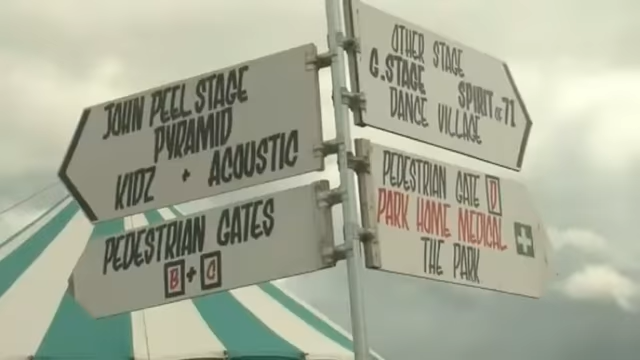 JOHN PEEL STAGE
PYRAMID
KIDZ + ACOUSTIC
PEDESTRIAN GATES
B + C
OTHER STAGE
G.STAGE SPIRIT OF 71
DANCE VILLAGE
PEDESTRIAN GATE D
PARK HOME MEDICAL
THE PARK